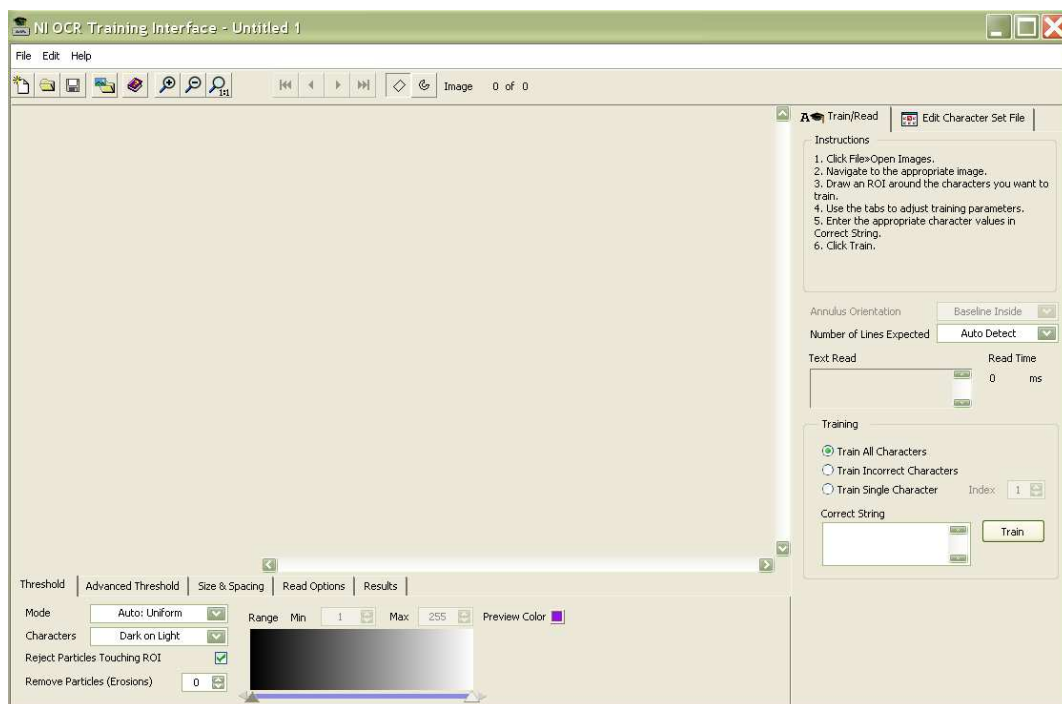 NI OCR Training Interface - Untitled 1
File Edit Help
1:1 Image 0 of 0
Train/Read Edit Character Set File
Instructions
1. Click File»Open Images.
2. Navigate to the appropriate image.
3. Draw an ROI around the characters you want to
train.
4. Use the tabs to adjust training parameters.
5. Enter the appropriate character values in
Correct String.
6. Click Train.
Annulus Orientation Baseline Inside
Number of Lines Expected Auto Detect
Text Read Read Time
0 ms
Training
Train All Characters
Train Incorrect Characters
Train Single Character Index 1
Correct String
Train
Threshold Advanced Threshold Size & Spacing Read Options Results
Mode Auto: Uniform Range Min 1 Max 255 Preview Color
Characters Dark on Light
Reject Particles Touching ROI
Remove Particles (Erosions) 0